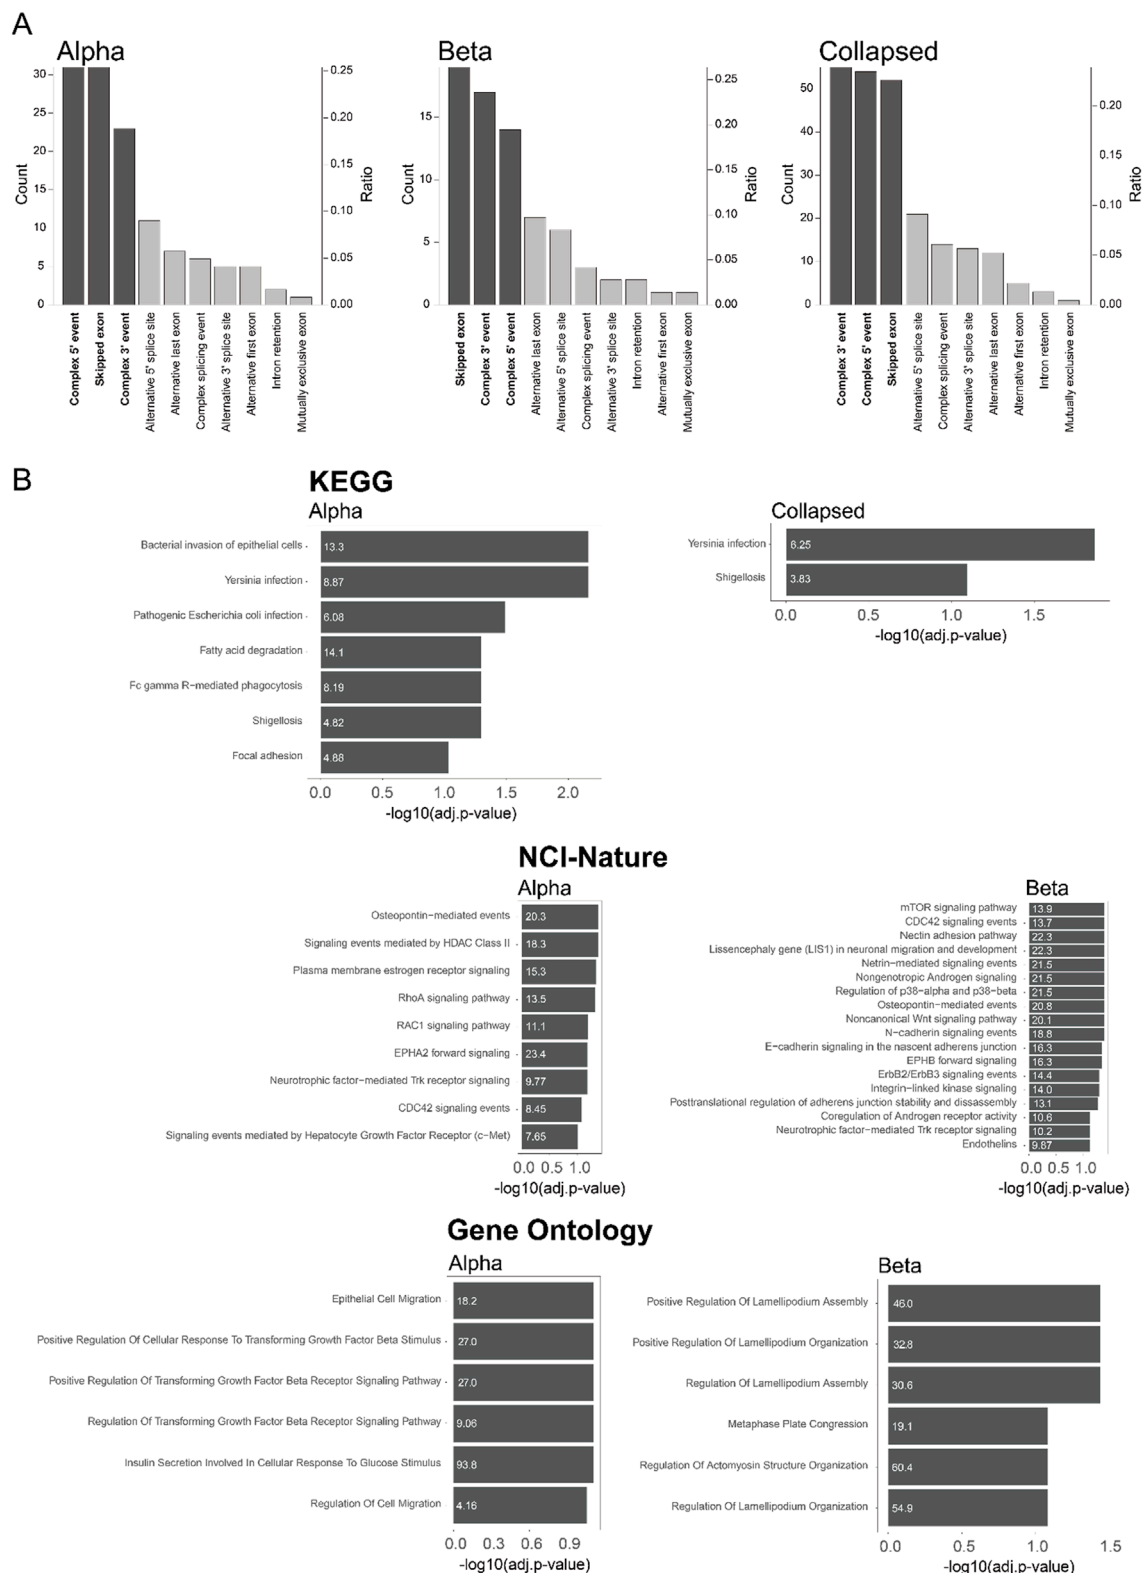 A
Alpha
Beta
Collapsed
30
25
20
15
10
5
0
Count
0.25
0.20
0.15
0.10
0.05
0.00
Ratio
Complex 5' event
Skipped exon
Complex 3' event
Alternative 5' splice site
Alternative last exon
Complex splicing event
Alternative 3' splice site
Alternative first exon
Intron retention
Mutually exclusive exon
15
10
5
0
Count
0.25
0.20
0.15
0.10
0.05
0.00
Ratio
Skipped exon
Complex 3' event
Complex 5' event
Alternative last exon
Alternative 5' splice site
Complex splicing event
Alternative 3' splice site
Intron retention
Alternative first exon
Mutually exclusive exon
50
40
30
20
10
0
Count
0.20
0.15
0.10
0.05
0.00
Ratio
Complex 3' event
Complex 5' event
Skipped exon
Alternative 5' splice site
Complex splicing event
Alternative 3' splice site
Alternative last exon
Alternative first exon
Intron retention
Mutually exclusive exon
B
KEGG
Alpha
Bacterial invasion of epithelial cells 13.3
Yersinia infection 8.87
Pathogenic Escherichia coli infection 6.08
Fatty acid degradation 14.1
Fc gamma R-mediated phagocytosis 8.19
Shigellosis 4.82
Focal adhesion 4.88
0.0 0.5 1.0 1.5 2.0
-log10(adj.p-value)
Collapsed
Yersinia infection 6.25
Shigellosis 3.83
0.0 0.5 1.0 1.5
-log10(adj.p-value)
NCI-Nature
Alpha
Osteopontin-mediated events 20.3
Signaling events mediated by HDAC Class II 18.3
Plasma membrane estrogen receptor signaling 15.3
RhoA signaling pathway 13.5
RAC1 signaling pathway 11.1
EPHA2 forward signaling 23.4
Neurotrophic factor-mediated Trk receptor signaling 9.77
CDC42 signaling events 8.45
Signaling events mediated by Hepatocyte Growth Factor Receptor (c-Met) 7.65
0.0 0.5 1.0
-log10(adj.p-value)
Beta
mTOR signaling pathway 13.9
CDC42 signaling events 13.7
Nectin adhesion pathway 22.3
Lissencephaly gene (LIS1) in neuronal migration and development 22.3
Netrin-mediated signaling events 21.5
Nongenotropic Androgen signaling 21.5
Regulation of p38-alpha and p38-beta 21.5
Osteopontin-mediated events 20.8
Noncanonical Wnt signaling pathway 20.1
N-cadherin signaling events 18.8
E-cadherin signaling in the nascent adherens junction 16.3
EPHB forward signaling 16.3
ErbB2/ErbB3 signaling events 14.4
Integrin-linked kinase signaling 14.0
Posttranslational regulation of adherens junction stability and dissassembly 13.1
Coregulation of Androgen receptor activity 10.6
Neurotrophic factor-mediated Trk receptor signaling 10.2
Endothelins 9.87
0.0 0.5 1.0
-log10(adj.p-value)
Gene Ontology
Alpha
Epithelial Cell Migration 18.2
Positive Regulation Of Cellular Response To Transforming Growth Factor Beta Stimulus 27.0
Positive Regulation Of Transforming Growth Factor Beta Receptor Signaling Pathway 27.0
Regulation Of Transforming Growth Factor Beta Receptor Signaling Pathway 9.06
Insulin Secretion Involved In Cellular Response To Glucose Stimulus 93.8
Regulation Of Cell Migration 4.16
0.0 0.3 0.6 0.9
-log10(adj.p-value)
Beta
Positive Regulation Of Lamellipodium Assembly 46.0
Positive Regulation Of Lamellipodium Organization 32.8
Regulation Of Lamellipodium Assembly 30.6
Metaphase Plate Congression 19.1
Regulation Of Actomyosin Structure Organization 60.4
Regulation Of Lamellipodium Organization 54.9
0.0 0.5 1.0 1.5
-log10(adj.p-value)